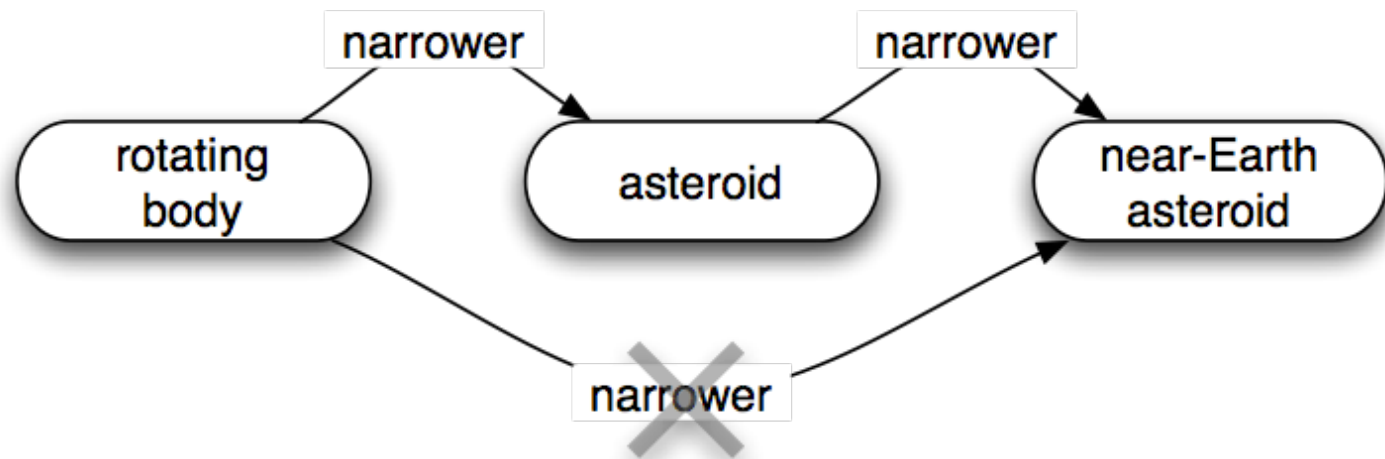 narrower
narrower
rotating
body
asteroid
near-Earth
asteroid
narrower